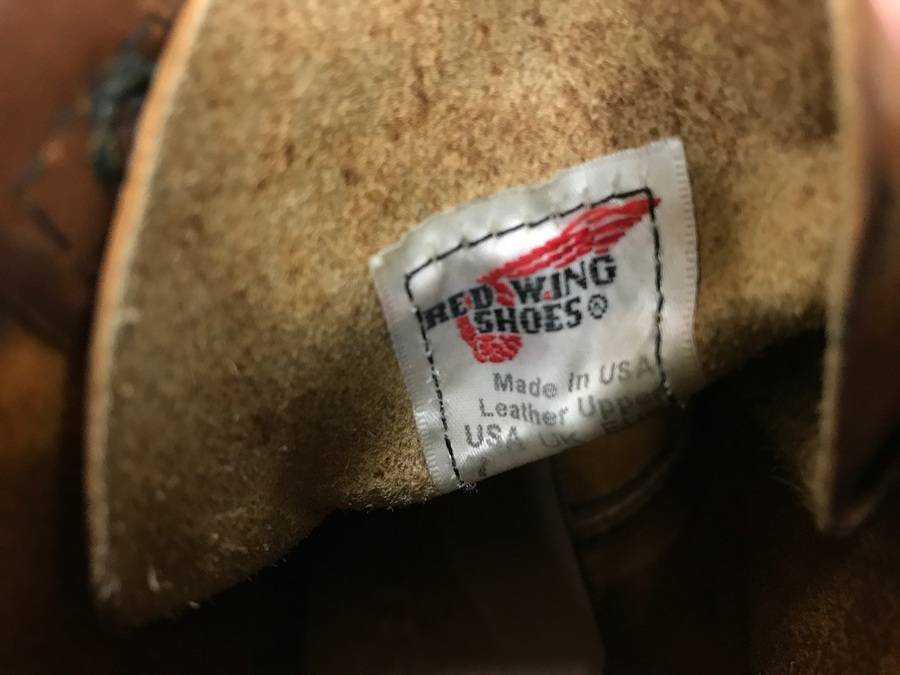 RED WING
SHOES®
Made in USA
Leather Upper
USA UK